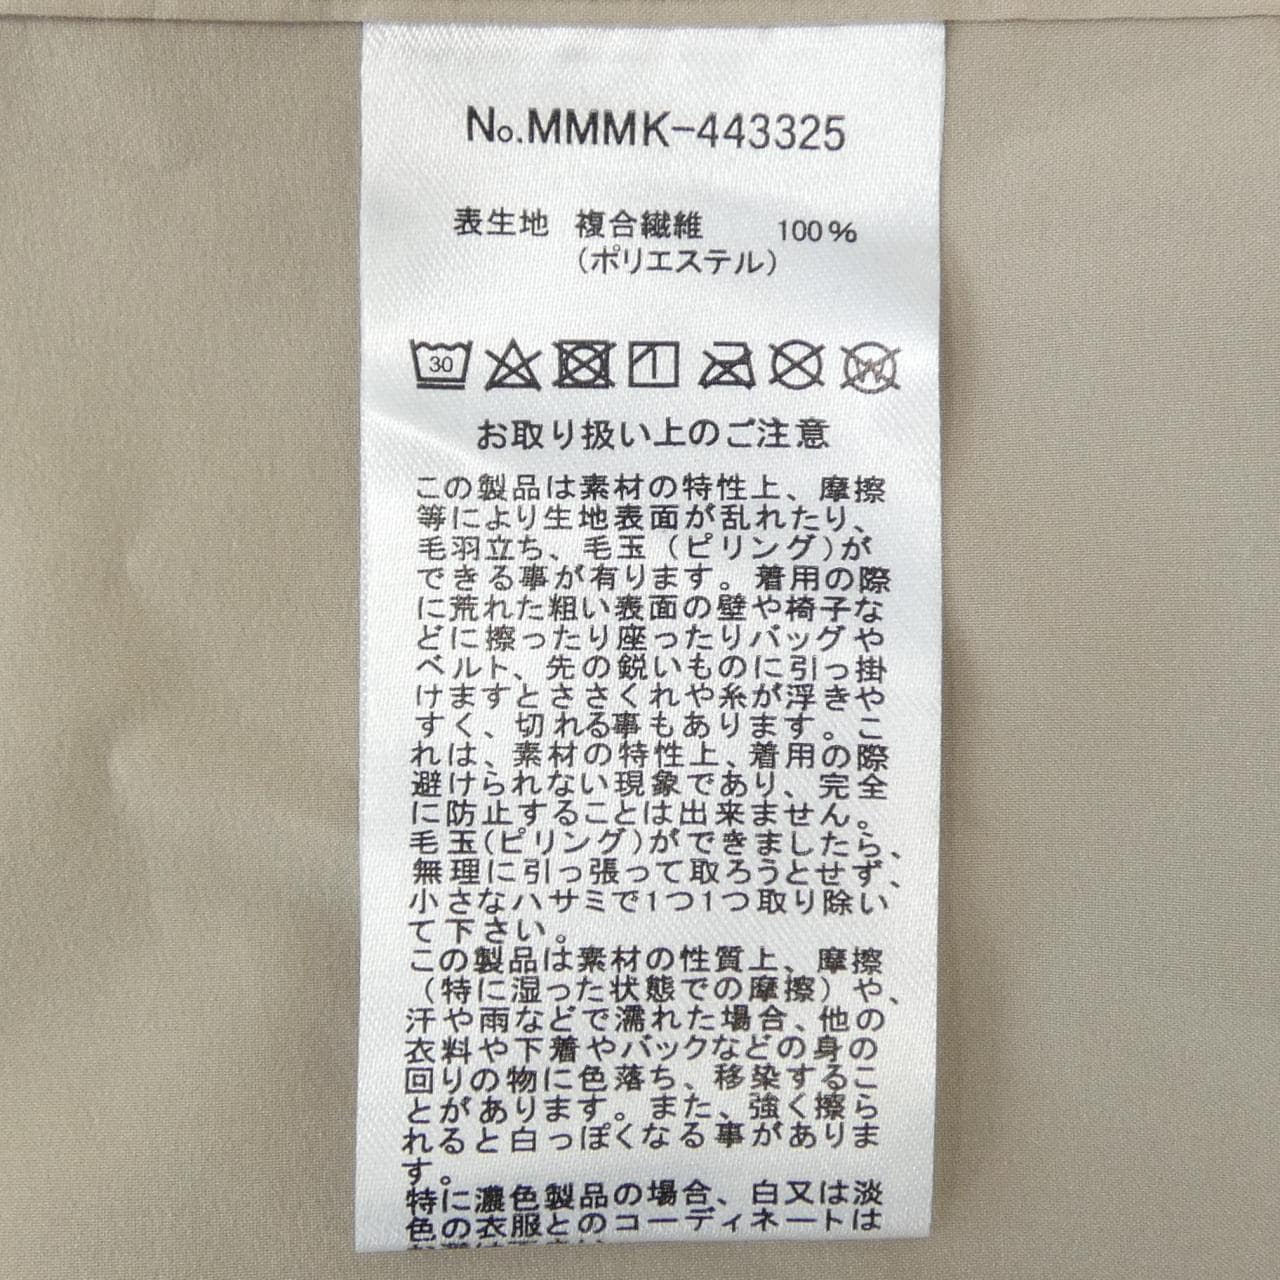 No.MMMK-443325
表生地 複合繊維 100%
(ポリエステル)
30
W
お取り扱い上のご注意
この製品は素材の特性上、摩擦
等により生地表面が乱れたり、
毛羽立ち、毛玉(ピリング)が
できる事が有ります。着用の際
に荒れた粗い表面の壁や椅子な
どに擦ったり座ったりバッグや
ベルト、先の鋭いものに引っ掛
けますとささくれや糸が浮きや
すく、切れる事もあります。こ
れは、素材の特性上、着用の際
避けられない現象であり、完全
に防止することは出来ません。
毛玉(ピリング)ができましたら、
無理に引っ張って取ろうとせず、
小さなハサミで1つ1つ取り除い
て下さい。
この製品は素材の性質上、摩擦
(特に湿った状態での摩擦)や、
汗や雨などで濡れた場合、他の
衣料や下着やバックなどの身の
回りの物に色落ち、移染するこ
とがあります。また、強く擦ら
れると白っぽくなる事がありま
す。
特に濃色製品の場合、白又は淡
色の衣服とのコーディネートは